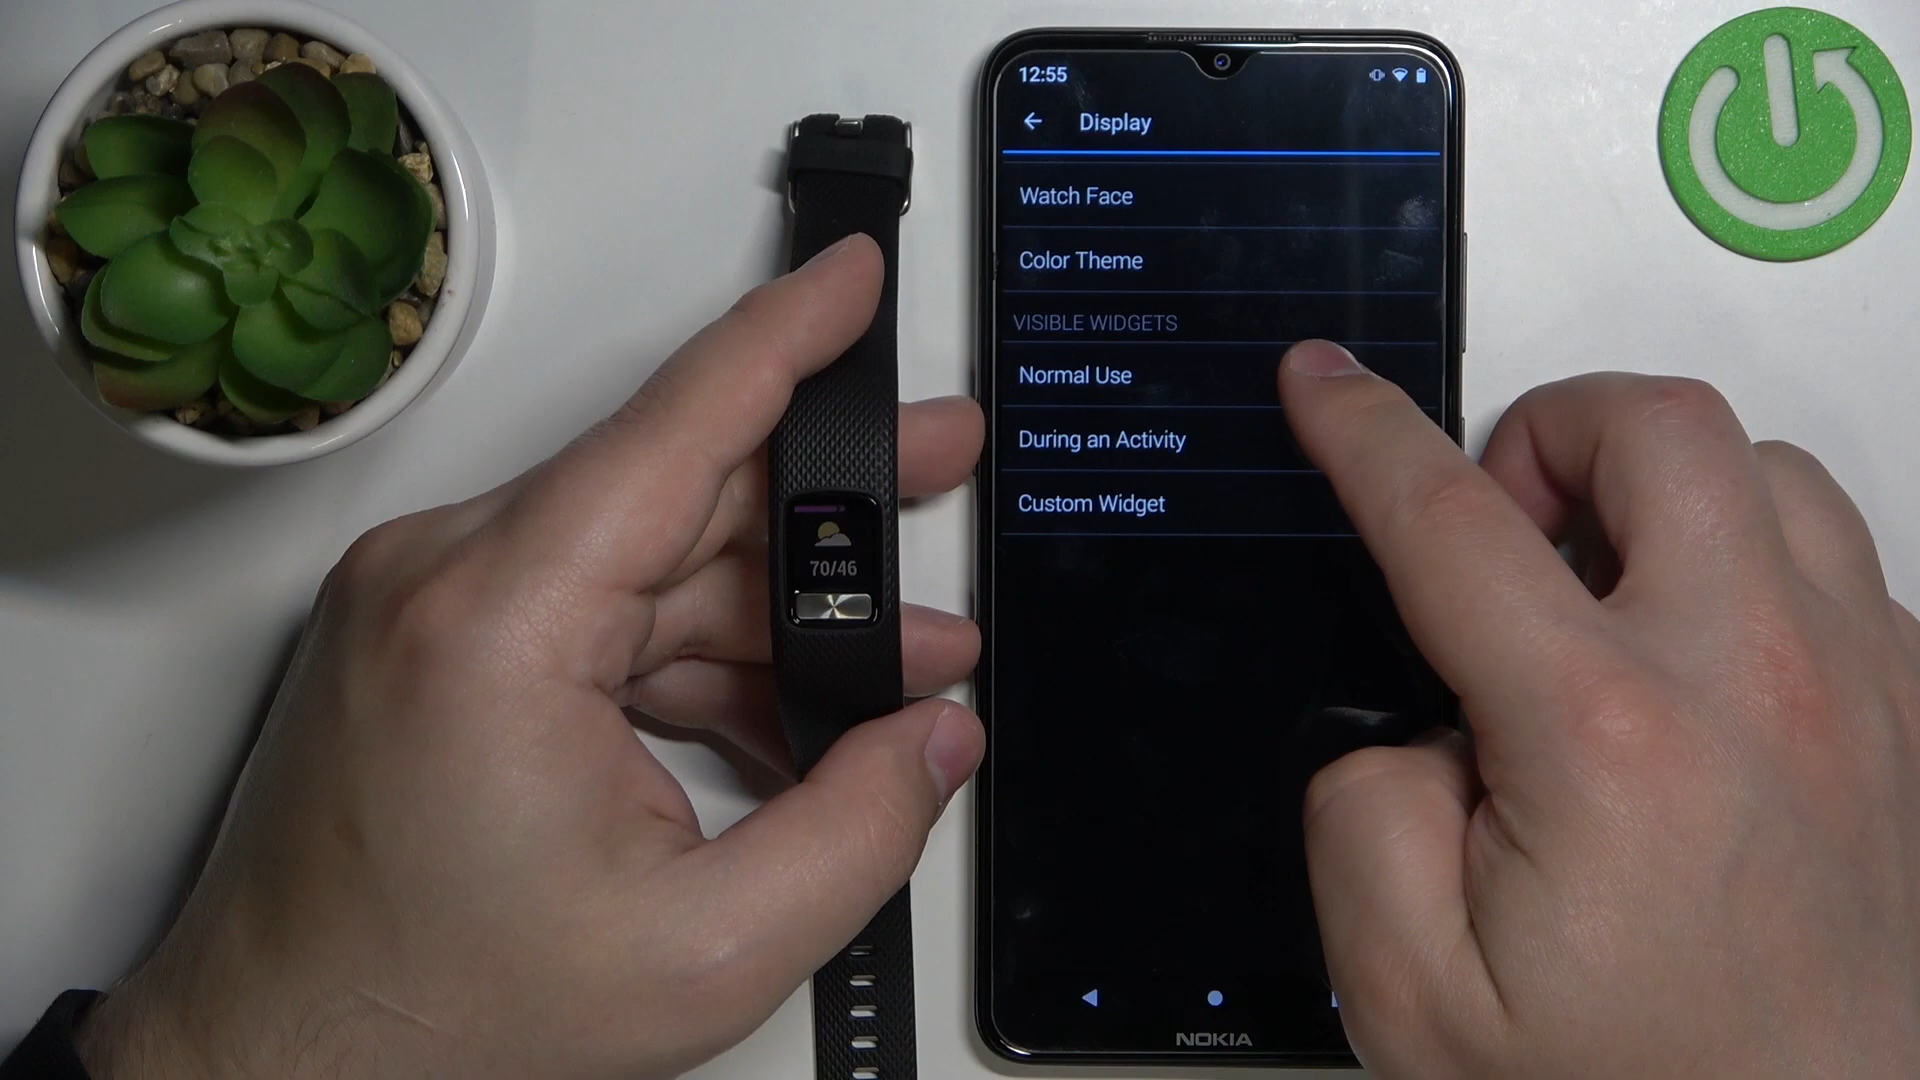 12:55
Display
Watch Face
Color Theme
VISIBLE WIDGETS
Normal Use
During an Activity
Custom Widget
70/46
NOKIA